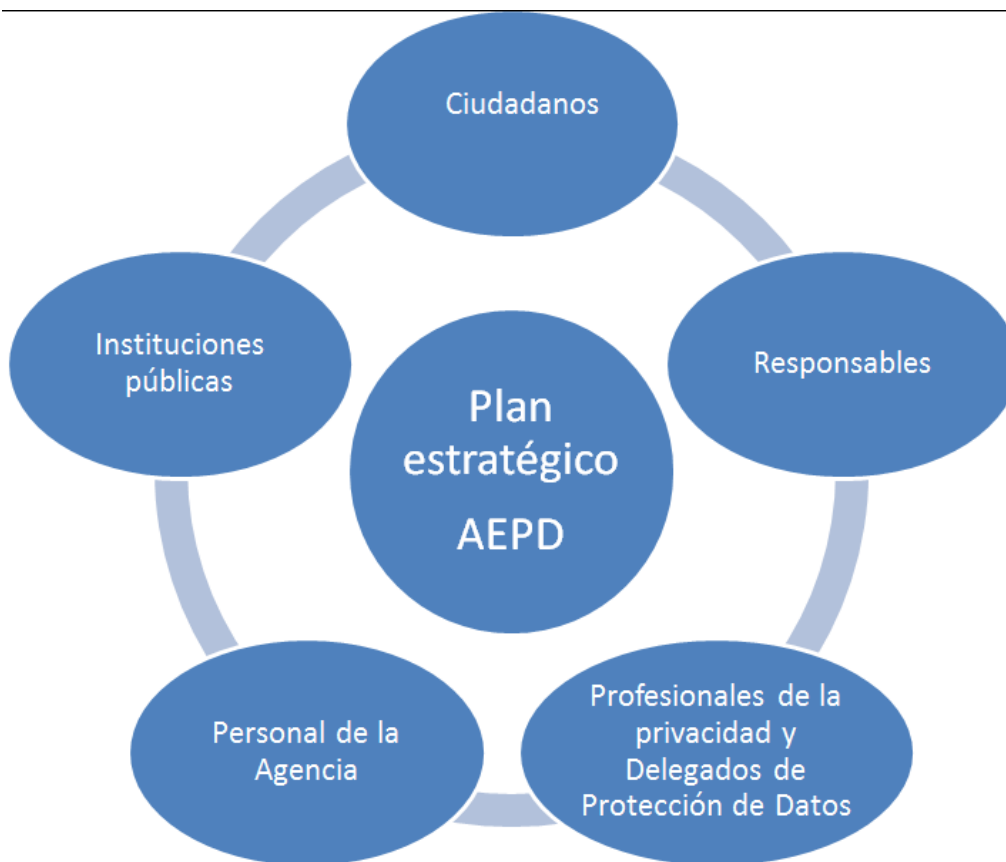 Ciudadanos
Instituciones
públicas
Responsables
Plan
estratégico
AEPD
Personal de la
Agencia
Profesionales de la
privacidad y
Delegados de
Protección de Datos